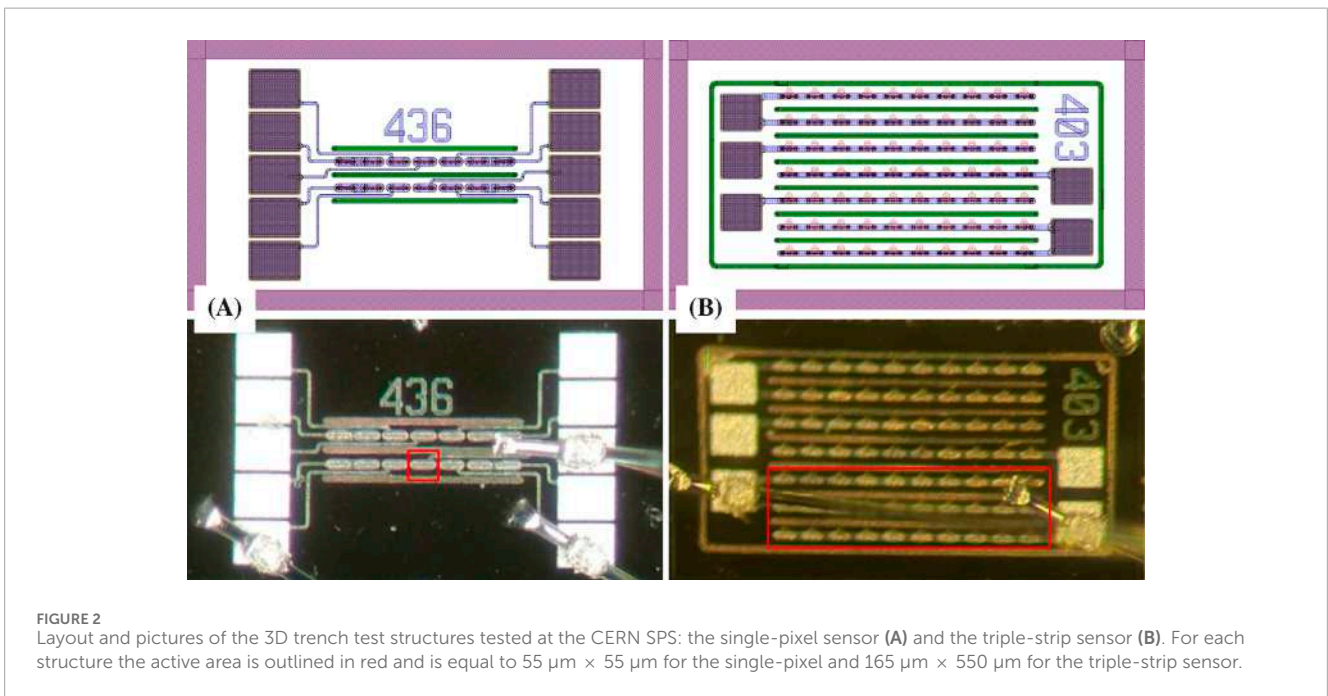 436
403
(A)
(B)
436
403
FIGURE 2
Layout and pictures of the 3D trench test structures tested at the CERN SPS: the single-pixel sensor (A) and the triple-strip sensor (B). For each
structure the active area is outlined in red and is equal to 55 μm × 55 μm for the single-pixel and 165 μm × 550 μm for the triple-strip sensor.